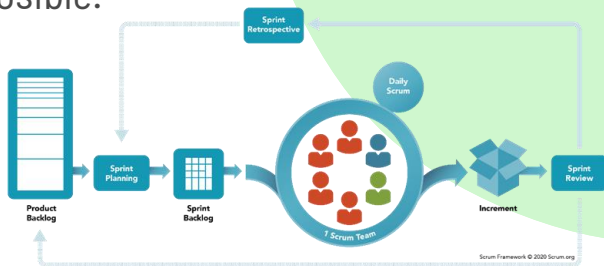 Sprint
Retrospective
Daily
Scrum
Sprint
Planning
Sprint
Review
Product
Backlog
Sprint
Backlog
1 Scrum Team
Increment
Scrum Framework © 2020 Scrum.org